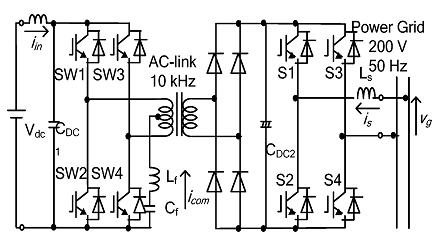 i_in
AC-link
10 kHz
Power Grid
200 V
50 Hz
SW1
SW3
S1
S3
L_s
V_dc
C_DC
1
i_s
v_g
C_DC2
SW2
SW4
L_f
C_f
i_com
S2
S4